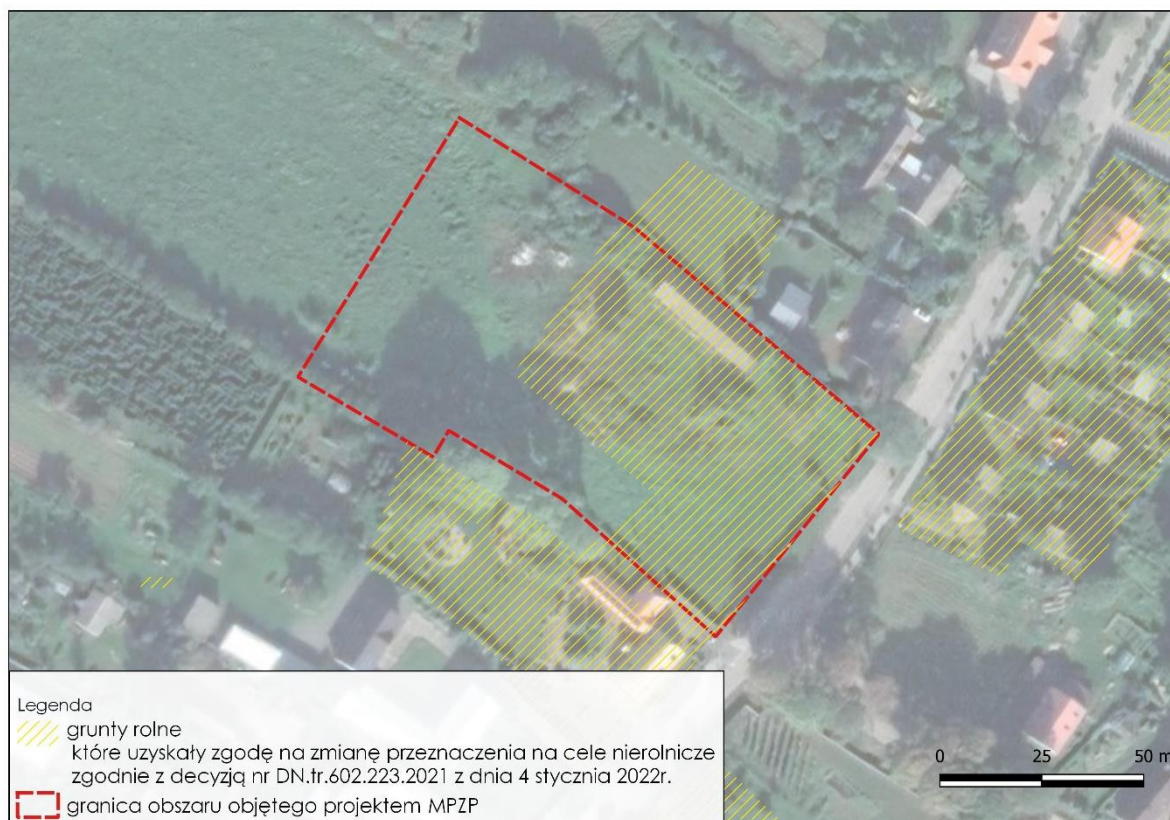 Legenda
grunty rolne
które uzyskały zgodę na zmianę przeznaczenia na cele nierolnicze
zgodnie z decyzją nr DN.tr.602.223.2021 z dnia 4 stycznia 2022r.
granica obszaru objętego projektem MPZP
0 25 50 m